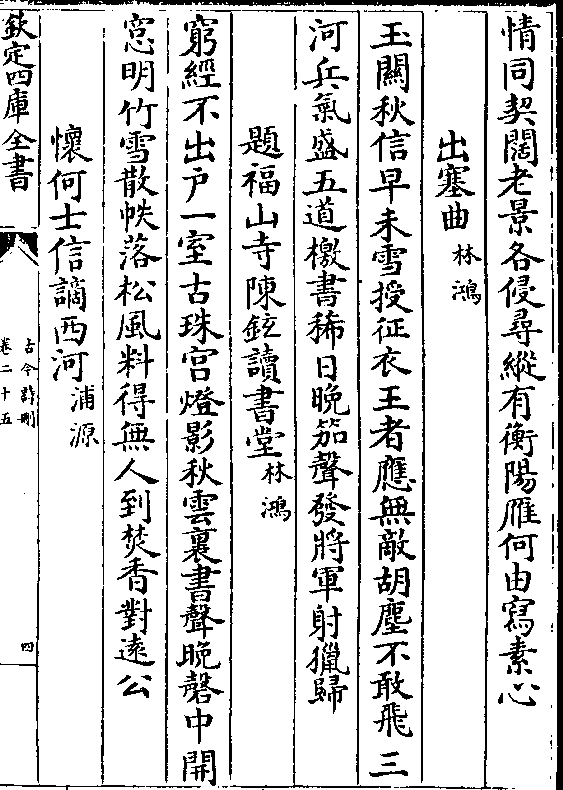 情同契闊老景各侵尋縱有衡陽雁何由寫素心
出塞曲 林鴻
玉關秋信早未雪授征衣王者應無敵胡塵不敢飛三
河兵氣盛五道檄書稀日晚笳聲發將軍射獵歸
題福山寺陳鉉讀書堂 林鴻
窮經不出戶一室古珠宮燈影秋雲裏書聲晚磬中開
窻明竹雪散帙落松風料得無人到焚香對遠公
懷何士信謫西河 浦源
欽定四庫全書
古今詩刪
卷二十五
四